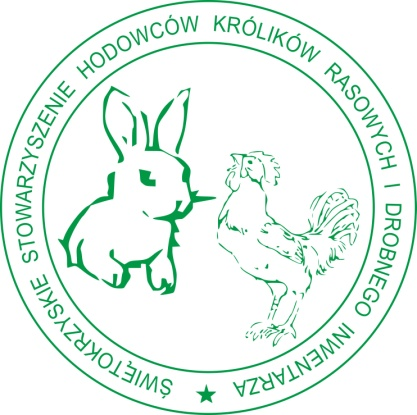 ŚWIĘTOKRZYSKIE STOWARZYSZENIE HODOWCÓW KRÓLIKÓW RASOWYCH I DROBNEGO INWENTARZA